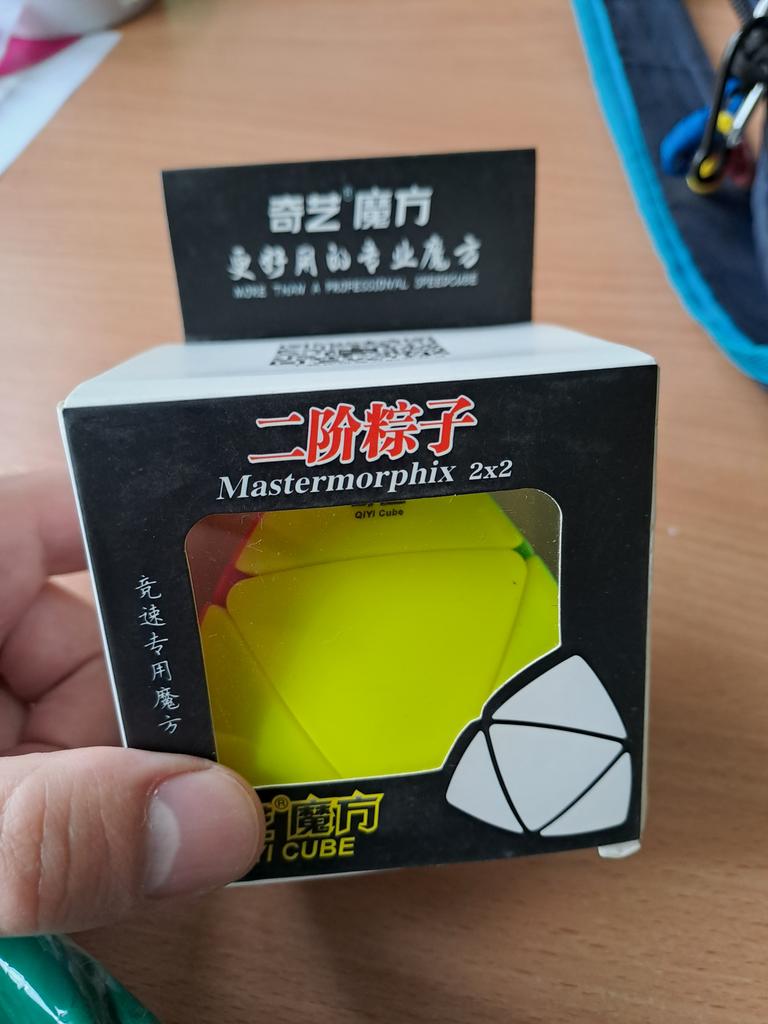 奇艺®魔方
更好用的专业魔方
MORE THAN A PROFESSIONAL SPEEDCUBE
二阶粽子
Mastermorphix 2x2
QiYi Cube
竞速专用魔方
®魔方
YI CUBE